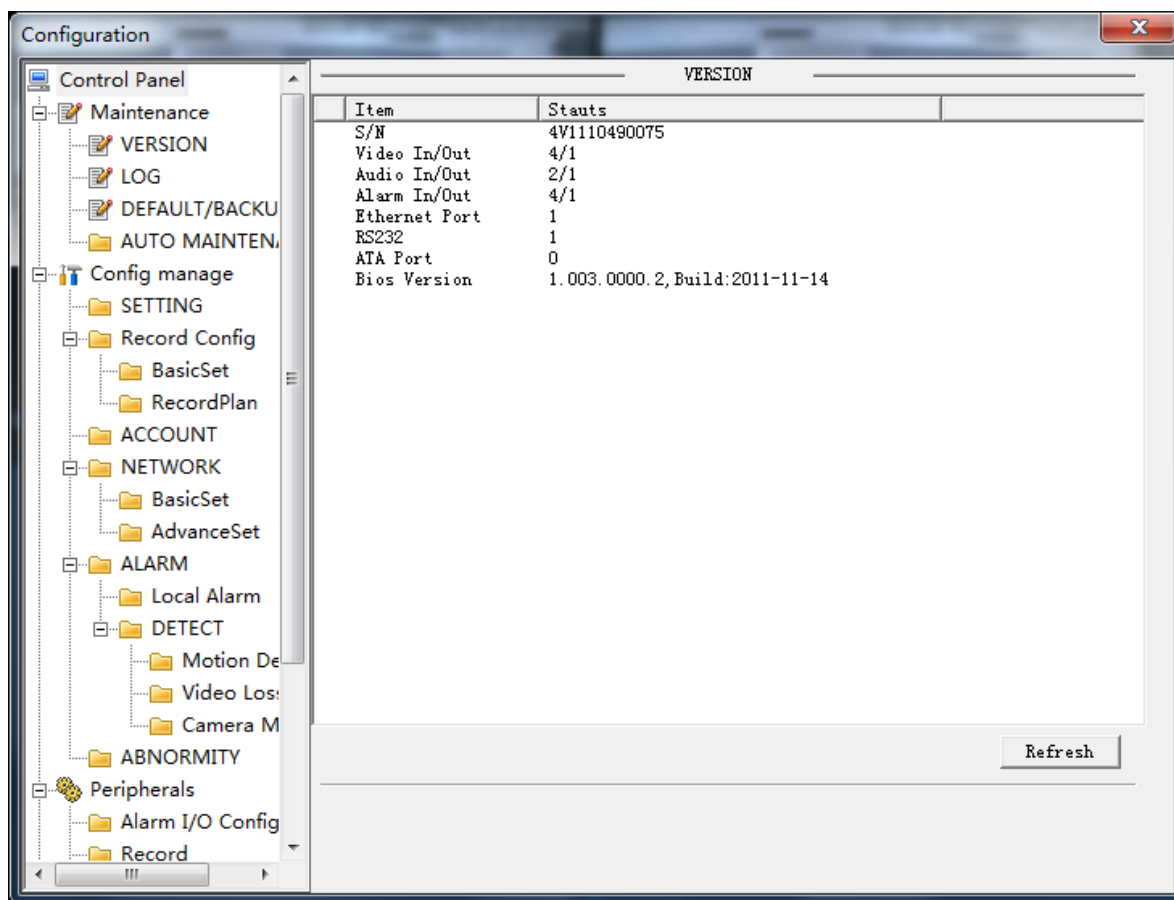 Configuration
Control Panel
Maintenance
VERSION
LOG
DEFAULT/BACKU
AUTO MAINTENA
Config manage
SETTING
Record Config
BasicSet
RecordPlan
ACCOUNT
NETWORK
BasicSet
AdvanceSet
ALARM
Local Alarm
DETECT
Motion De
Video Loss
Camera M
ABNORMITY
Peripherals
Alarm I/O Config
Record
VERSION
Item Stauts
S/N 4V1110490075
Video In/Out 4/1
Audio In/Out 2/1
Alarm In/Out 4/1
Ethernet Port 1
RS232 1
ATA Port 0
Bios Version 1.003.0000.2,Build:2011-11-14
Refresh